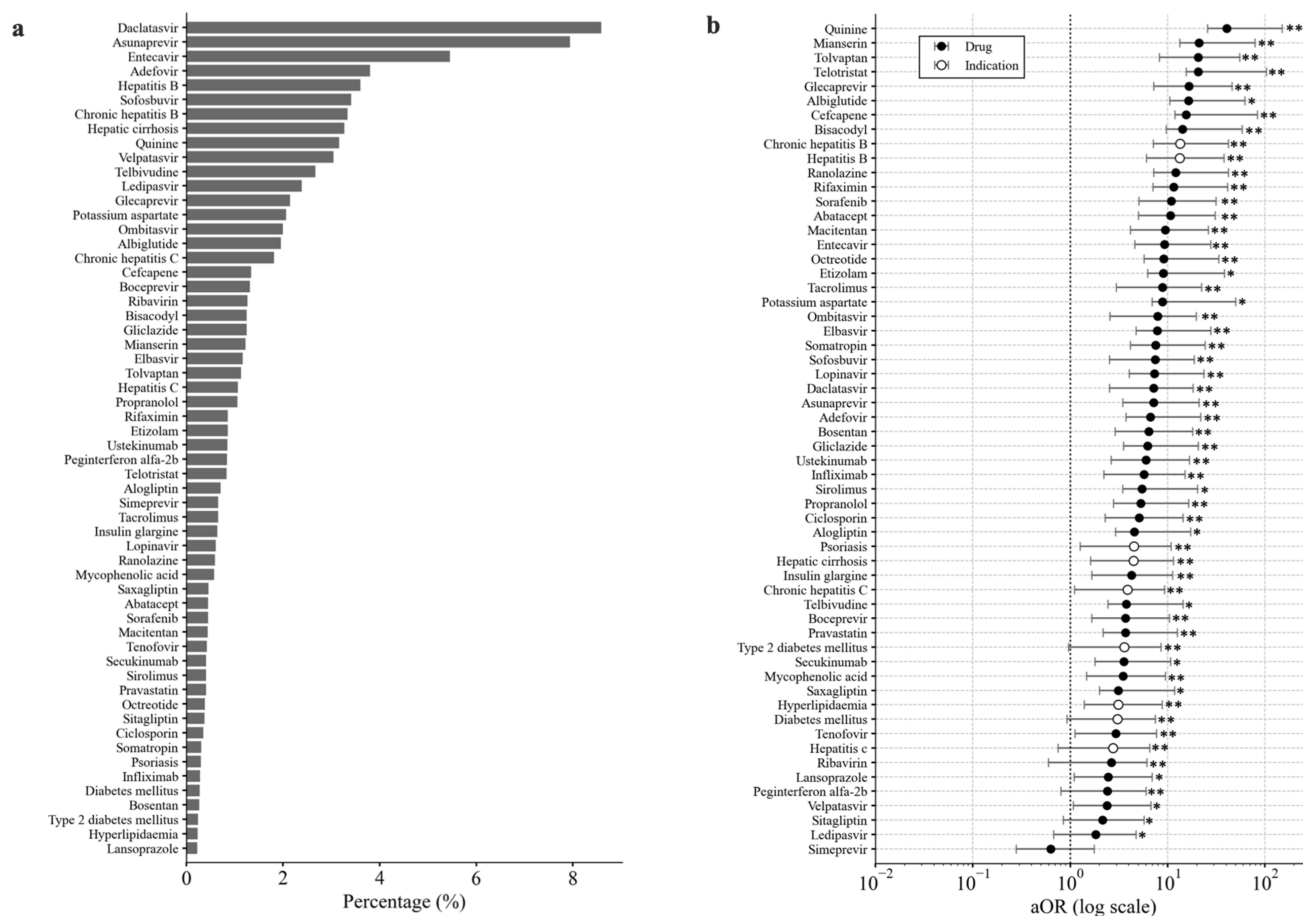 a
Daclatasvir
Asunaprevir
Entecavir
Adefovir
Hepatitis B
Sofosbuvir
Chronic hepatitis B
Hepatic cirrhosis
Quinine
Velpatasvir
Telbivudine
Ledipasvir
Glecaprevir
Potassium aspartate
Ombitasvir
Albiglutide
Chronic hepatitis C
Cefcapene
Boceprevir
Ribavirin
Bisacodyl
Gliclazide
Mianserin
Elbasvir
Tolvaptan
Hepatitis C
Propranolol
Rifaximin
Etizolam
Ustekinumab
Peginterferon alfa-2b
Telotristat
Alogliptin
Simeprevir
Tacrolimus
Insulin glargine
Lopinavir
Ranolazine
Mycophenolic acid
Saxagliptin
Abatacept
Sorafenib
Macitentan
Tenofovir
Secukinumab
Sirolimus
Pravastatin
Octreotide
Sitagliptin
Ciclosporin
Somatropin
Psoriasis
Infliximab
Diabetes mellitus
Bosentan
Type 2 diabetes mellitus
Hyperlipidaemia
Lansoprazole
0 2 4 6 8
Percentage (%)
b
Drug
Indication
Quinine **
Mianserin **
Tolvaptan **
Telotristat **
Glecaprevir **
Albiglutide *
Cefcapene **
Bisacodyl **
Chronic hepatitis B **
Hepatitis B **
Ranolazine **
Rifaximin **
Sorafenib **
Abatacept **
Macitentan **
Entecavir **
Octreotide **
Etizolam *
Tacrolimus **
Potassium aspartate *
Ombitasvir **
Elbasvir **
Somatropin **
Sofosbuvir **
Lopinavir **
Daclatasvir **
Asunaprevir **
Adefovir **
Bosentan **
Gliclazide **
Ustekinumab **
Infliximab **
Sirolimus *
Propranolol **
Ciclosporin **
Alogliptin *
Psoriasis **
Hepatic cirrhosis **
Insulin glargine **
Chronic hepatitis C **
Telbivudine *
Boceprevir **
Pravastatin **
Type 2 diabetes mellitus **
Secukinumab *
Mycophenolic acid **
Saxagliptin *
Hyperlipidaemia **
Diabetes mellitus **
Tenofovir **
Hepatitis c **
Ribavirin **
Lansoprazole *
Peginterferon alfa-2b **
Velpatasvir *
Sitagliptin *
Ledipasvir *
Simeprevir
10⁻² 10⁻¹ 10⁰ 10¹ 10²
aOR (log scale)